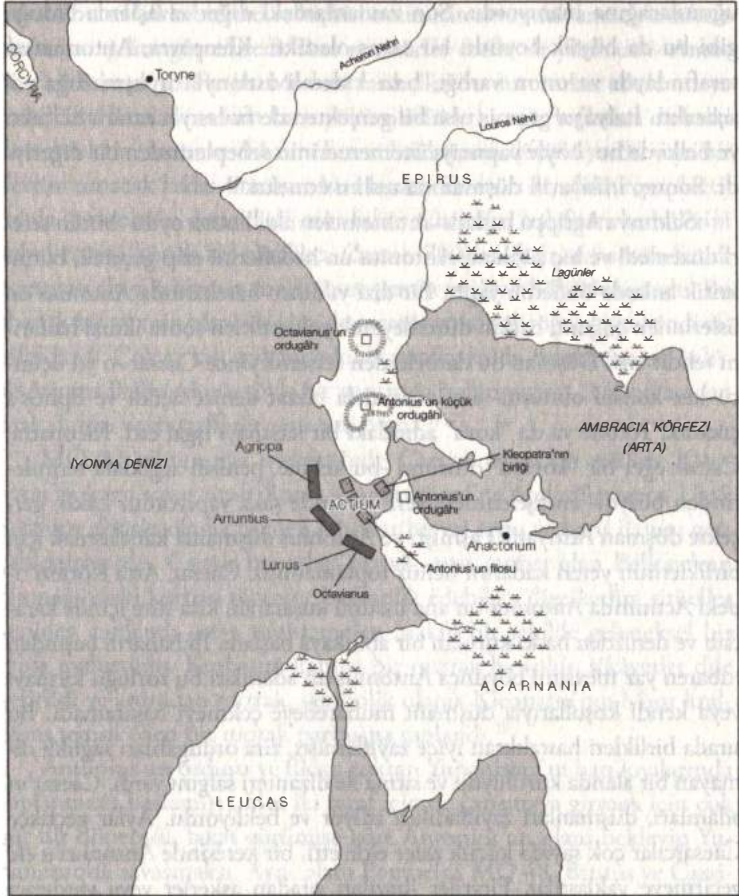 CORCYRA
Toryne
Acheron Nehri
Louros Nehri
EPIRUS
Lagünler
Octavianus'un
ordugâhı
Antonius'un küçük
ordugâhı
AMBRACIA KÖRFEZİ
(ARTA)
İYONYA DENİZİ
Agrippa
Kleopatra'nın
birliği
ACTIUM
Antonius'un
ordugâhı
Arruntius
Anactorium
Lurius
Antonius'un filosu
Octavianus
ACARNANIA
LEUCAS